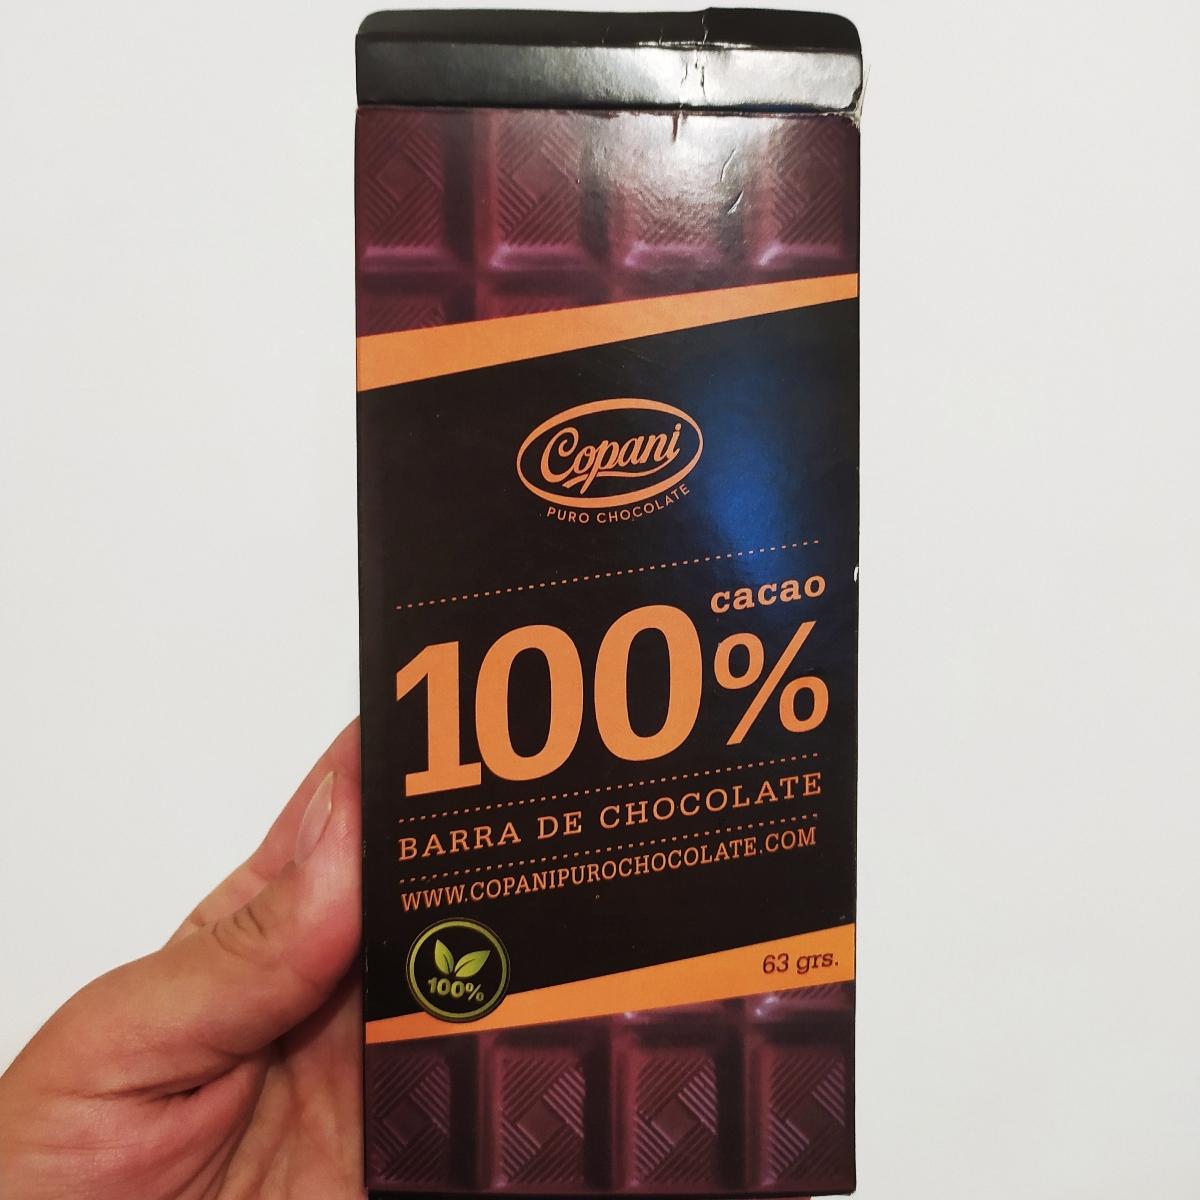 Copani
PURO CHOCOLATE
cacao
100%
BARRA DE CHOCOLATE
WWW.COPANIPUROCHOCOLATE.COM
100%
63 grs.